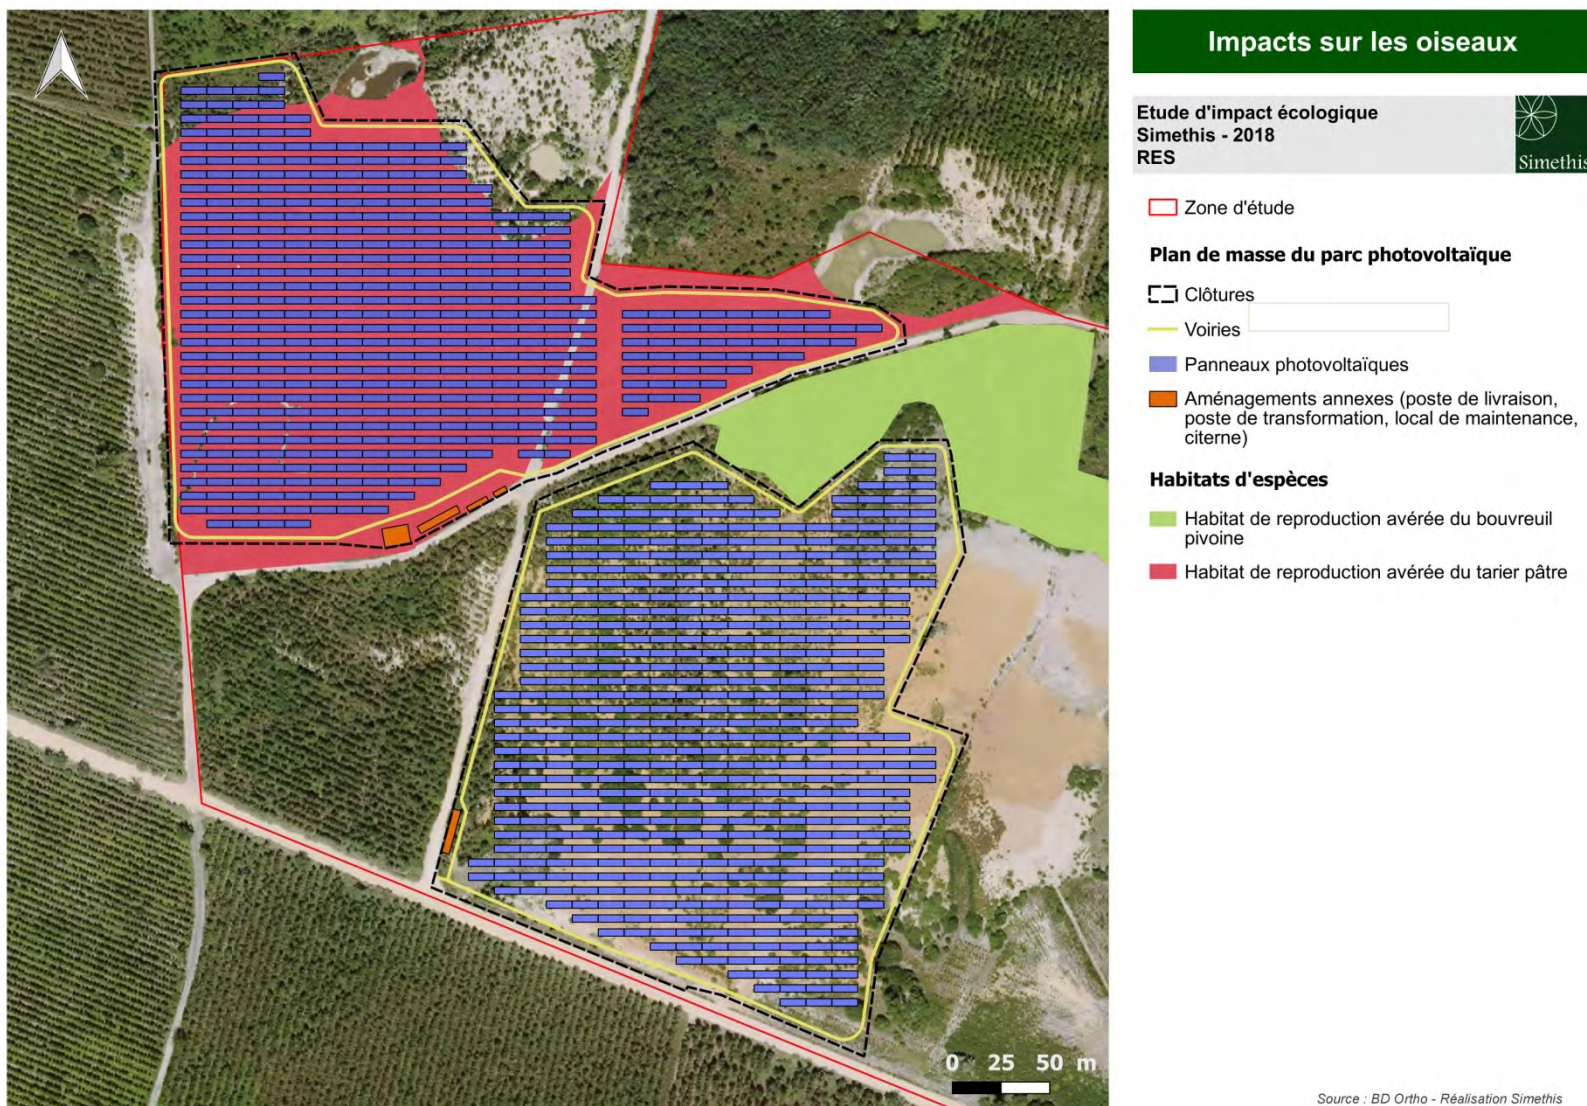 Impacts sur les oiseaux
Etude d'impact écologique
Simethis - 2018
RES
Simethis
Zone d'étude
Plan de masse du parc photovoltaïque
Clôtures
Voiries
Panneaux photovoltaïques
Aménagements annexes (poste de livraison,
poste de transformation, local de maintenance,
citerne)
Habitats d'espèces
Habitat de reproduction avérée du bouvreuil
pivoine
Habitat de reproduction avérée du tarier pâtre
0 25 50 m
Source : BD Ortho - Réalisation Simethis